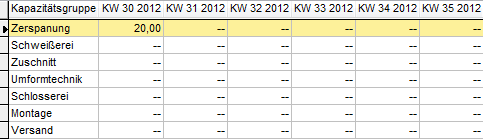 Kapazitätsgruppe KW 30 2012 KW 31 2012 KW 32 2012 KW 33 2012 KW 34 2012 KW 35 2012
Zerspanung 20,00 -- -- -- -- --
Schweißerei -- -- -- -- -- --
Zuschnitt -- -- -- -- -- --
Umformtechnik -- -- -- -- -- --
Schlosserei -- -- -- -- -- --
Montage -- -- -- -- -- --
Versand -- -- -- -- -- --